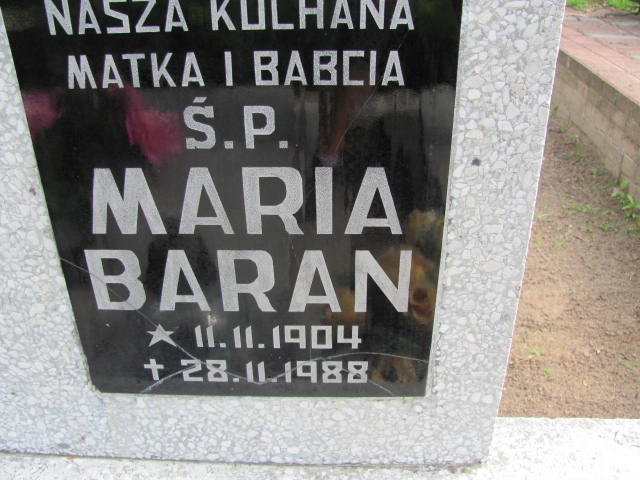 NASZA KOCHANA
MATKA I BABCIA
Ś.P.
MARIA
BARAN
★ 11.11.1904
✝ 28.11.1988